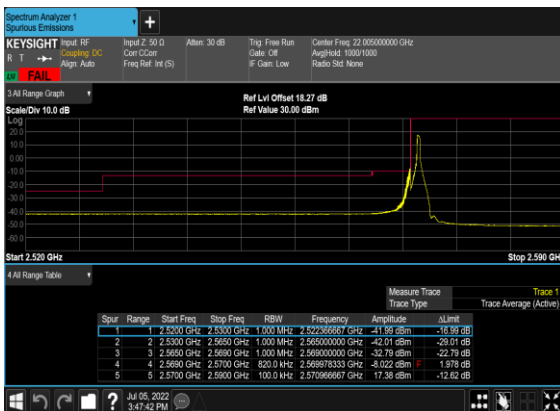 Spectrum Analyzer 1
Spurious Emissions
+
KEYSIGHT Input: RF Input Z: 50 Ω Atten: 30 dB Trig: Free Run Center Freq: 22.005000000 GHz
R T Coupling: DC Corr CCorr Gate: Off Avg|Hold: 1000/1000
Align: Auto Freq Ref: Int (S) IF Gain: Low Radio Std: None
LV FAIL
3 All Range Graph
Ref Lvl Offset 18.27 dB
Scale/Div 10.0 dB Ref Value 30.00 dBm
Log
20.0
10.0
0.00
-10.0
-20.0
-30.0
-40.0
-50.0
-60.0
Start 2.520 GHz Stop 2.590 GH
4 All Range Table
Measure Trace Trace 1
Trace Type Trace Average (Active)
Spur Range Start Freq Stop Freq RBW Frequency Amplitude ΔLimit
1 1 2.5200 GHz 2.5300 GHz 1.000 MHz 2.522366667 GHz -41.99 dBm -16.99 dB
2 2 2.5300 GHz 2.5650 GHz 1.000 MHz 2.565000000 GHz -42.01 dBm -29.01 dB
3 3 2.5650 GHz 2.5690 GHz 1.000 MHz 2.569000000 GHz -32.79 dBm -22.79 dB
4 4 2.5690 GHz 2.5700 GHz 820.0 kHz 2.569978333 GHz -8.022 dBm F 1.978 dB
5 5 2.5700 GHz 2.5900 GHz 100.0 kHz 2.570966667 GHz 17.38 dBm -12.62 dB
? Jul 05, 2022
3:47:42 PM